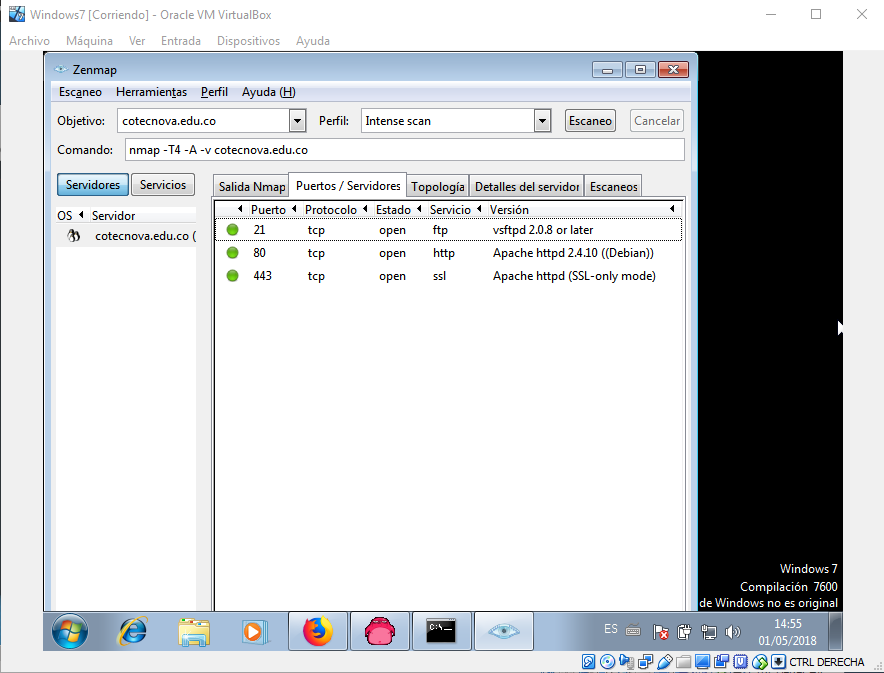 Windows7 [Corriendo] - Oracle VM VirtualBox
Archivo Máquina Ver Entrada Dispositivos Ayuda
Zenmap
Escaneo Herramientas Perfil Ayuda (H)
Objetivo: cotecnova.edu.co Perfil: Intense scan Escaneo Cancelar
Comando: nmap -T4 -A -v cotecnova.edu.co
Servidores Servicios Salida Nmap Puertos / Servidores Topología Detalles del servidor Escaneos
OS Servidor Puerto Protocolo Estado Servicio Versión
cotecnova.edu.co ( 21 tcp open ftp vsftpd 2.0.8 or later
80 tcp open http Apache httpd 2.4.10 ((Debian))
443 tcp open ssl Apache httpd (SSL-only mode)
Windows 7
Compilación 7600
de Windows no es original
C:\. ES 14:55
01/05/2018
CTRL DERECHA